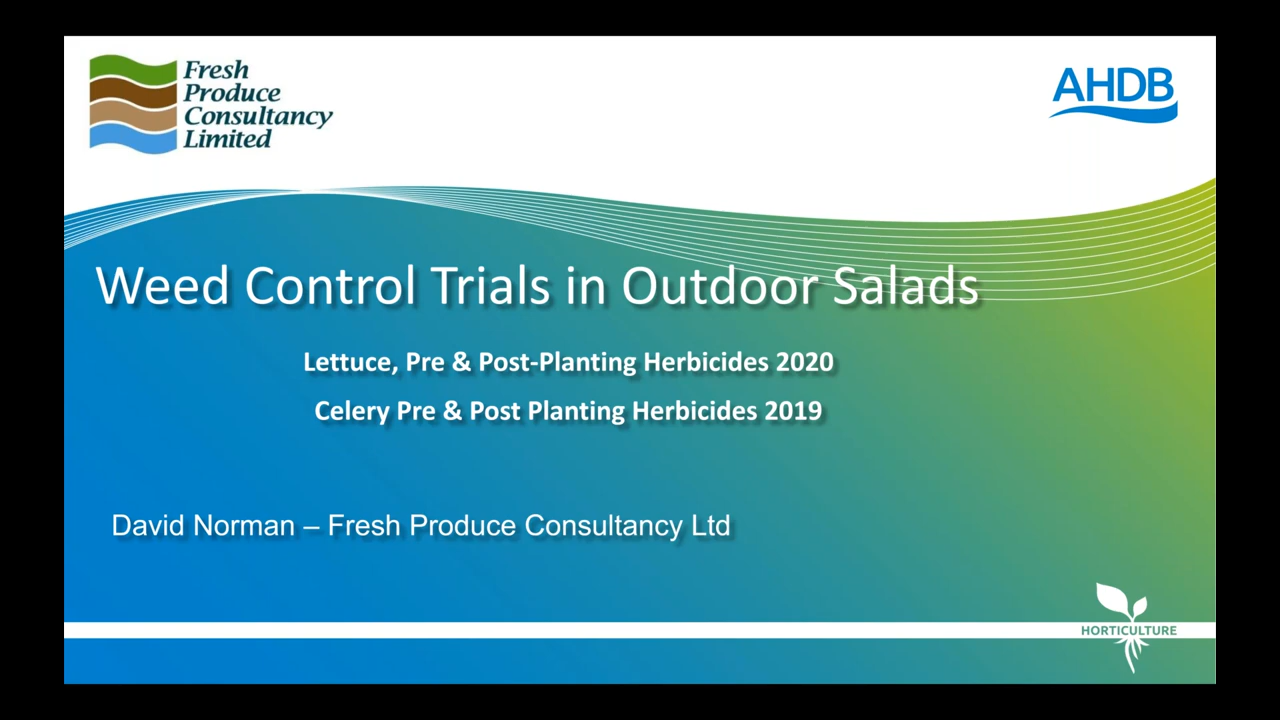 Fresh
Produce
Consultancy
Limited
AHDB
Weed Control Trials in Outdoor Salads
Lettuce, Pre & Post-Planting Herbicides 2020
Celery Pre & Post Planting Herbicides 2019
David Norman – Fresh Produce Consultancy Ltd
HORTICULTURE